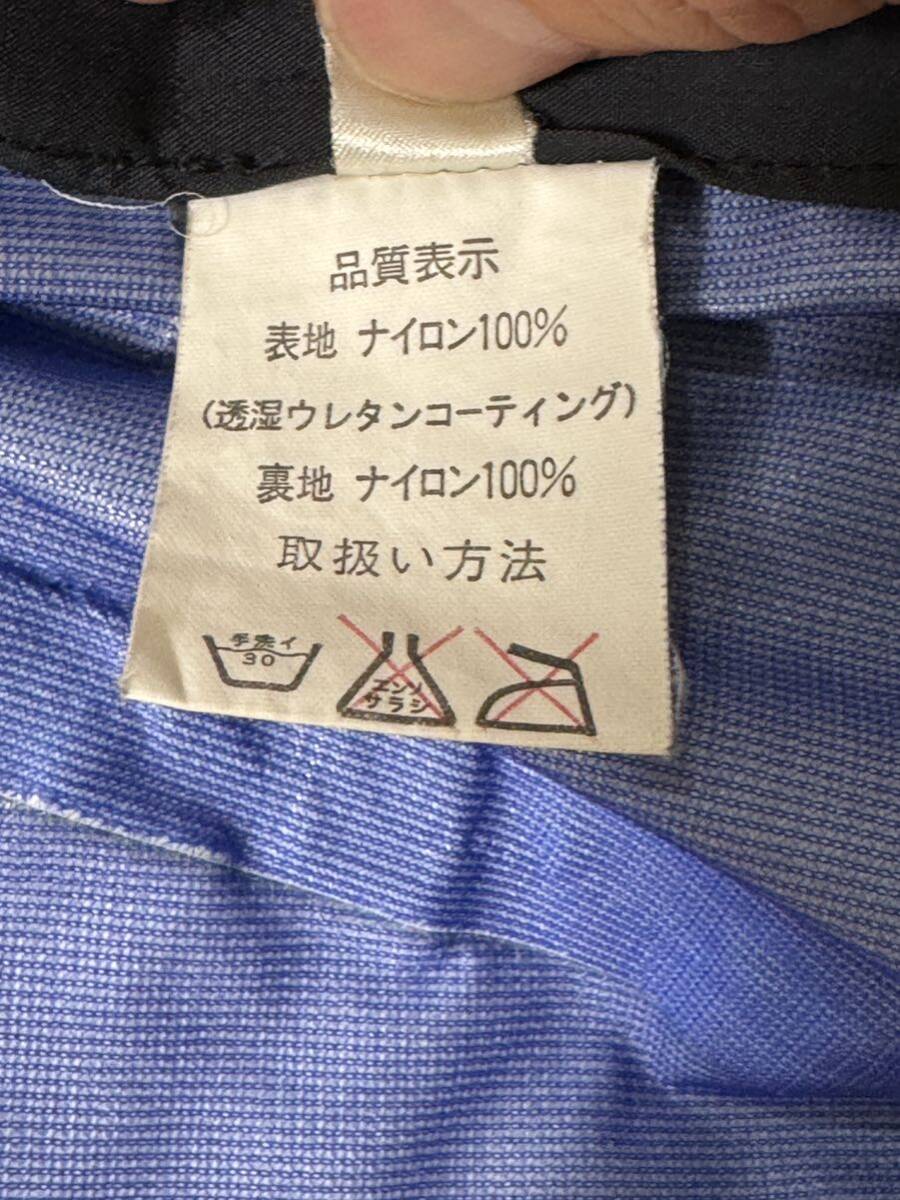 品質表示
表地 ナイロン100%
(透湿ウレタンコーティング)
裏地 ナイロン100%
取扱い方法
手洗イ
30
エンソ
サラシ